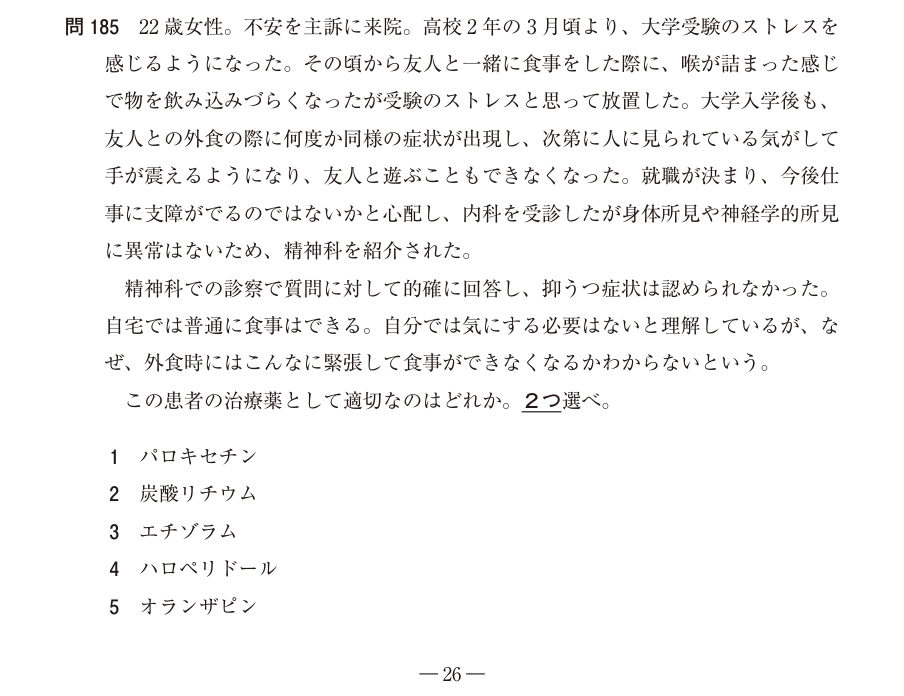 問 185 22 歳女性。不安を主訴に来院。高校2年の3月頃より、大学受験のストレスを
感じるようになった。その頃から友人と一緒に食事をした際に、喉が詰まった感じ
で物を飲み込みづらくなったが受験のストレスと思って放置した。大学入学後も、
友人との外食の際に何度か同様の症状が出現し、次第に人に見られている気がして
手が震えるようになり、友人と遊ぶこともできなくなった。就職が決まり、今後仕
事に支障がでるのではないかと心配し、内科を受診したが身体所見や神経学的所見
に異常はないため、精神科を紹介された。
精神科での診察で質問に対して的確に回答し、抑うつ症状は認められなかった。
自宅では普通に食事はできる。自分では気にする必要はないと理解しているが、な
ぜ、外食時にはこんなに緊張して食事ができなくなるかわからないという。
この患者の治療薬として適切なのはどれか。2つ選べ。
1 パロキセチン
2 炭酸リチウム
3 エチゾラム
4 ハロペリドール
5 オランザピン
― 26 ―